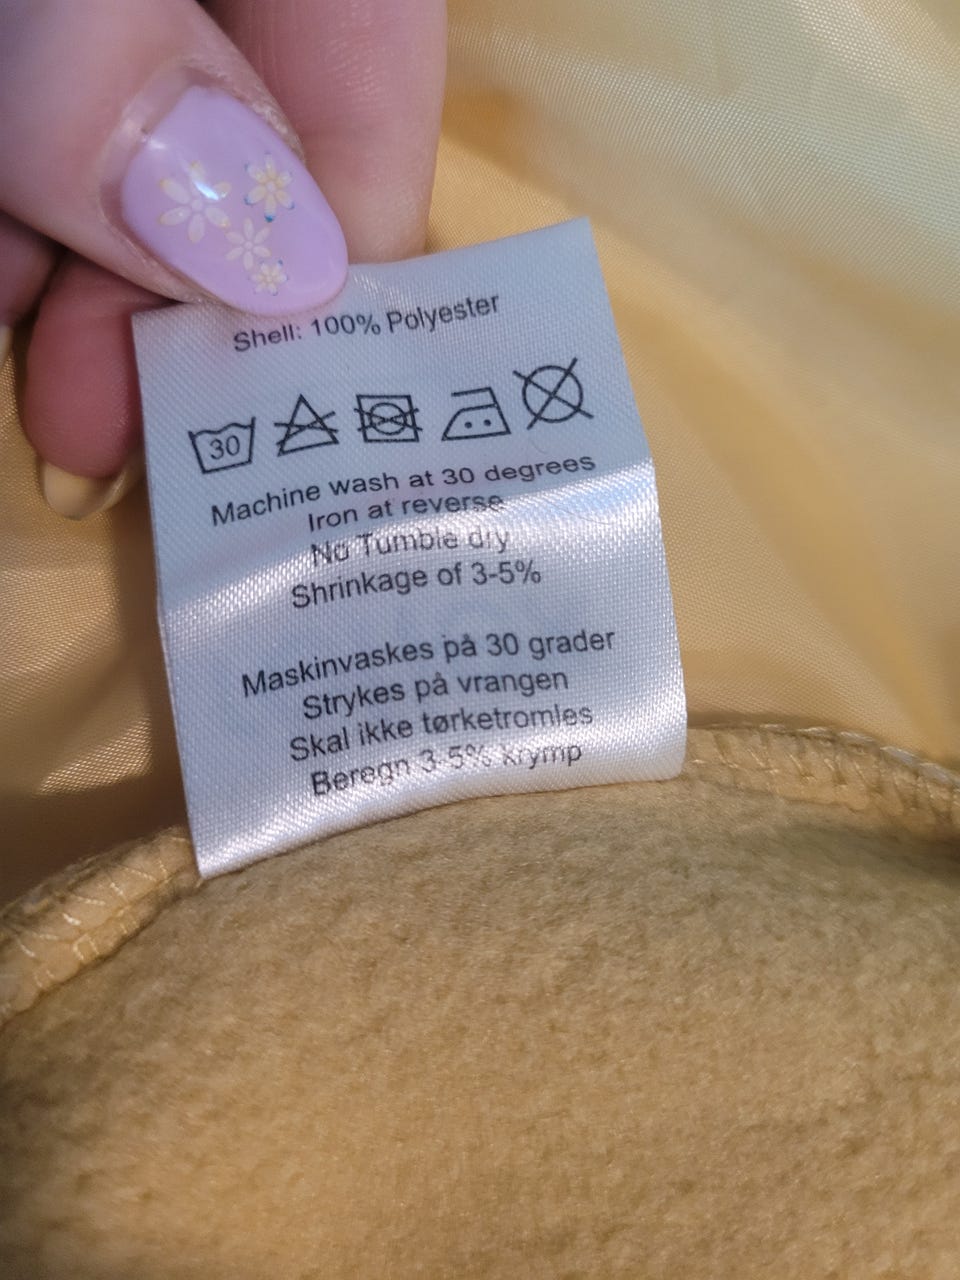 Shell: 100% Polyester
30
Machine wash at 30 degrees
Iron at reverse
No Tumble dry
Shrinkage of 3-5%
Maskinvaskes på 30 grader
Strykes på vrangen
Skal ikke tørketromles
Beregn 3-5% krymp